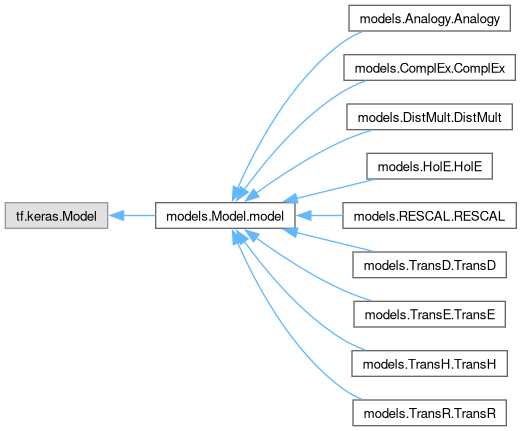 models.Analogy.Analogy
models.ComplEx.ComplEx
models.DistMult.DistMult
models.HolE.HolE
tf.keras.Model
models.Model.model
models.RESCAL.RESCAL
models.TransD.TransD
models.TransE.TransE
models.TransH.TransH
models.TransR.TransR